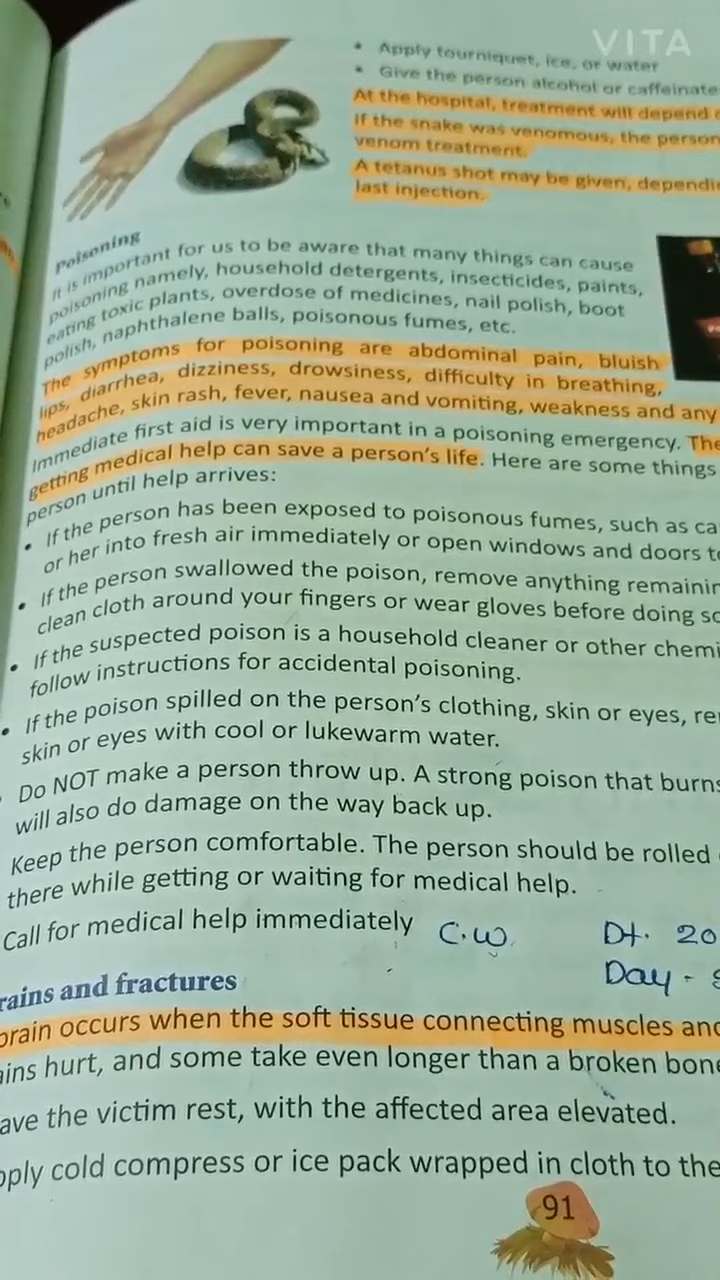 VITA
• Apply tourniquet, ice, or water
• Give the person alcohol or caffeinate
At the hospital, treatment will depend
If the snake was venomous, the person
venom treatment.
A tetanus shot may be given, dependi
last injection.
Poisoning
It is important for us to be aware that many things can cause
poisoning namely, household detergents, insecticides, paints,
eating toxic plants, overdose of medicines, nail polish, boot
polish, naphthalene balls, poisonous fumes, etc.
The symptoms for poisoning are abdominal pain, bluish
lips, diarrhea, dizziness, drowsiness, difficulty in breathing,
headache, skin rash, fever, nausea and vomiting, weakness and any
Immediate first aid is very important in a poisoning emergency. The
getting medical help can save a person's life. Here are some things
person until help arrives:
• If the person has been exposed to poisonous fumes, such as ca
or her into fresh air immediately or open windows and doors to
• If the person swallowed the poison, remove anything remainin
clean cloth around your fingers or wear gloves before doing so
• If the suspected poison is a household cleaner or other chemi
follow instructions for accidental poisoning.
• If the poison spilled on the person's clothing, skin or eyes, re
skin or eyes with cool or lukewarm water.
Do NOT make a person throw up. A strong poison that burns
will also do damage on the way back up.
Keep the person comfortable. The person should be rolled
there while getting or waiting for medical help.
Call for medical help immediately C.W. Dt. 20
Day -
rains and fractures
prain occurs when the soft tissue connecting muscles and
ains hurt, and some take even longer than a broken bone
ave the victim rest, with the affected area elevated.
pply cold compress or ice pack wrapped in cloth to the
91